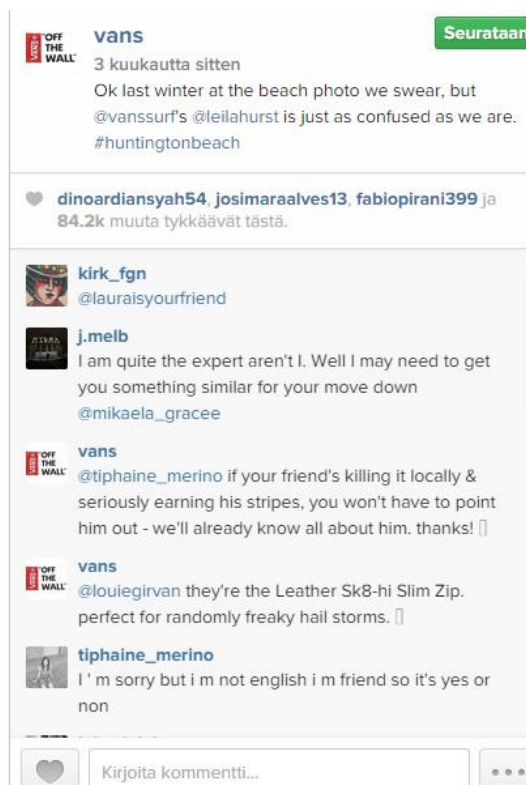 "OFF THE WALL"
vans
Seurataan
3 kuukautta sitten
Ok last winter at the beach photo we swear, but
@vanssurf's @leilahurst is just as confused as we are.
#huntingtonbeach
dinoardiansyah54, josimaraalves13, fabiopirani399 ja
84.2k muuta tykkäävät tästä.
kirk_fgn
@lauraisyourfriend
j.melb
I am quite the expert aren't I. Well I may need to get
you something similar for your move down
@mikaela_gracee
"OFF THE WALL"
vans
@tiphaine_merino if your friend's killing it locally &
seriously earning his stripes, you won't have to point
him out - we'll already know all about him. thanks!
"OFF THE WALL"
vans
@louiegirvan they're the Leather Sk8-hi Slim Zip.
perfect for randomly freaky hail storms.
tiphaine_merino
I ' m sorry but i m not english i m friend so it's yes or
non
Kirjoita kommentti...